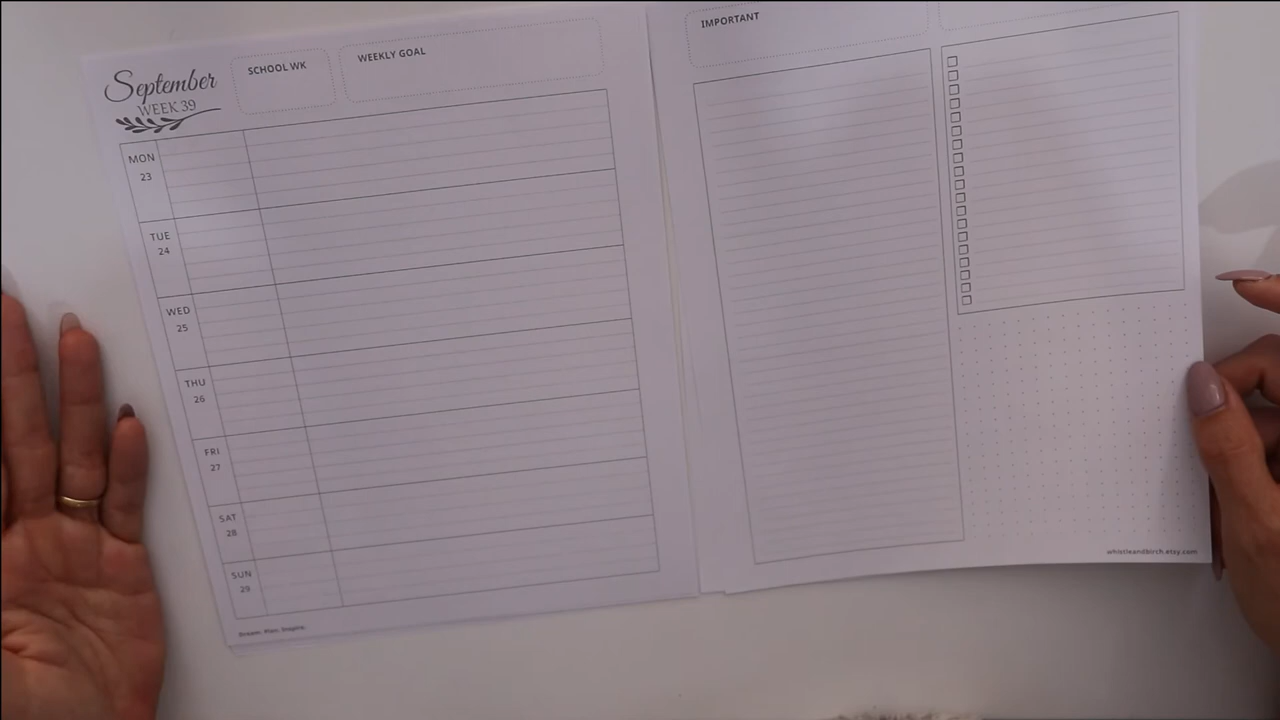 September
WEEK 39
SCHOOL WK
WEEKLY GOAL
MON
23
TUE
24
WED
25
THU
26
FRI
27
SAT
28
SUN
29
Dream. Plan. Inspire.
IMPORTANT
whistleandbirch.etsy.com